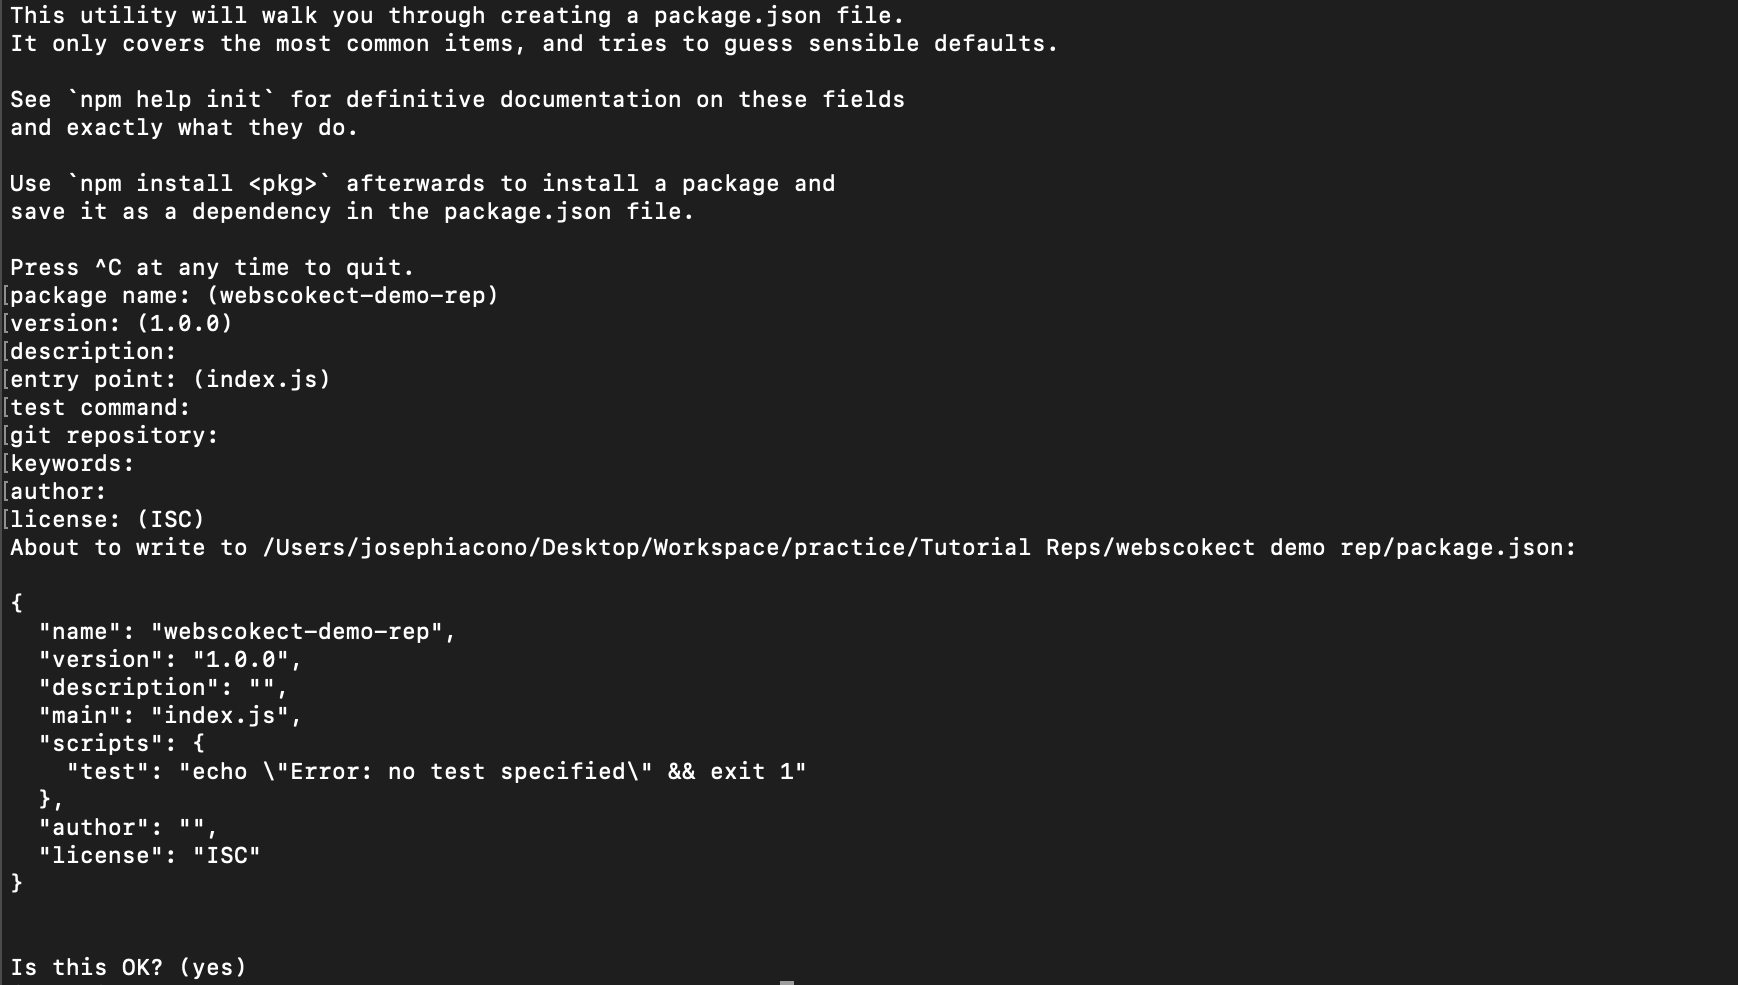 This utility will walk you through creating a package.json file.
It only covers the most common items, and tries to guess sensible defaults.

See `npm help init` for definitive documentation on these fields
and exactly what they do.

Use `npm install <pkg>` afterwards to install a package and
save it as a dependency in the package.json file.

Press ^C at any time to quit.
[package name: (webscokect-demo-rep)
[version: (1.0.0)
[description:
[entry point: (index.js)
[test command:
[git repository:
[keywords:
[author:
[license: (ISC)
About to write to /Users/josephiacono/Desktop/Workspace/practice/Tutorial Reps/webscokect demo rep/package.json:

{
  "name": "webscokect-demo-rep",
  "version": "1.0.0",
  "description": "",
  "main": "index.js",
  "scripts": {
    "test": "echo \"Error: no test specified\" && exit 1"
  },
  "author": "",
  "license": "ISC"
}


Is this OK? (yes)